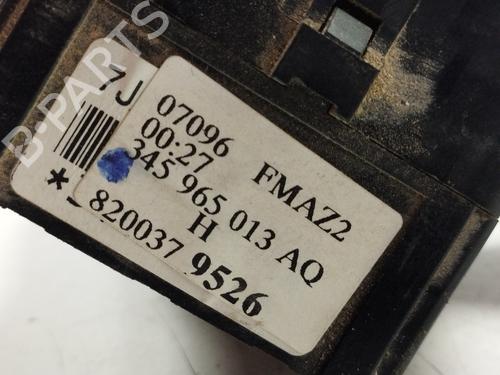 B-PARTS
7J
07096
00:27 FMAZ2
345 965 013 AQ
H
8200379526
*